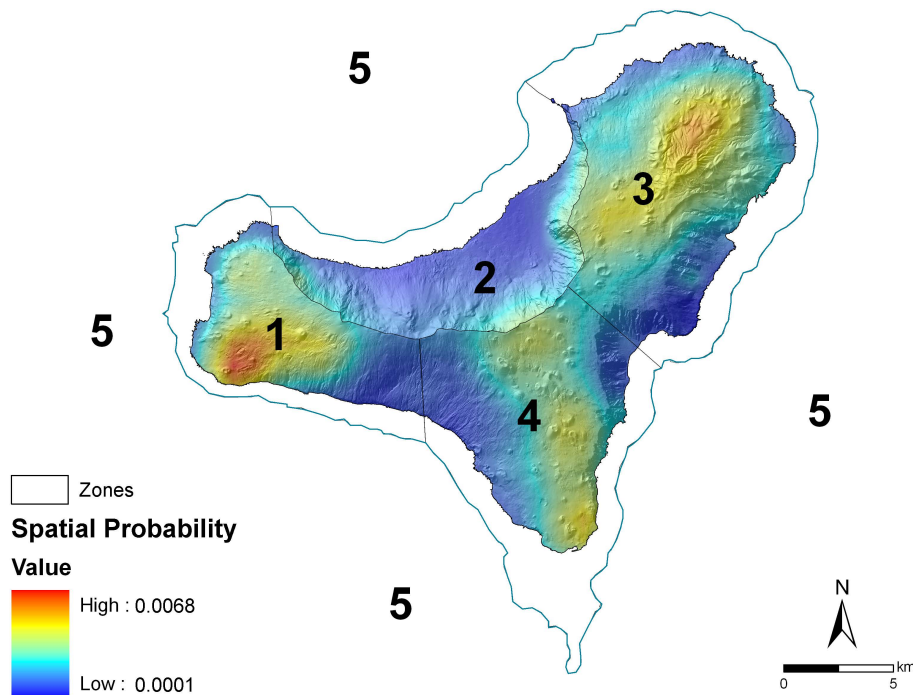 5
3
2
1
5
4
5
5
Zones
Spatial Probability
Value
High : 0.0068
Low : 0.0001
N
km
0 5